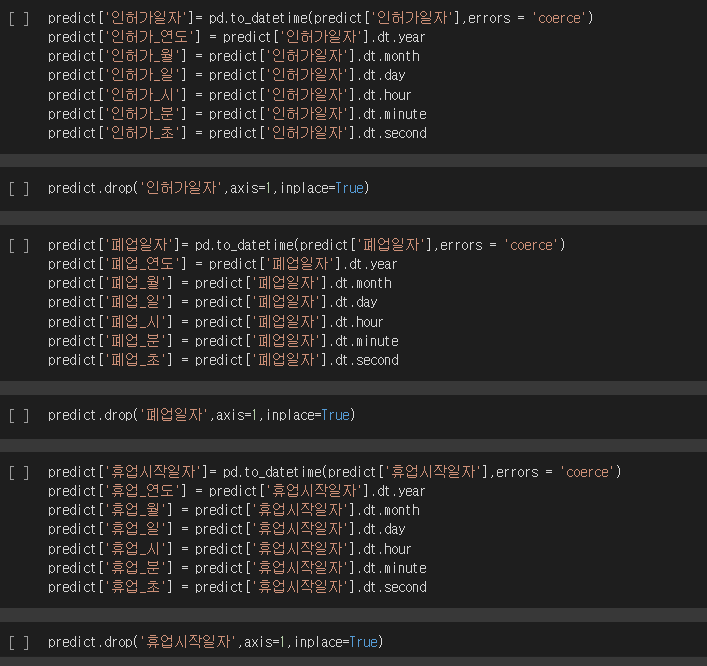 [ ] predict['인허가일자']= pd.to_datetime(predict['인허가일자'],errors = 'coerce')
predict['인허가_연도'] = predict['인허가일자'].dt.year
predict['인허가_월'] = predict['인허가일자'].dt.month
predict['인허가_일'] = predict['인허가일자'].dt.day
predict['인허가_시'] = predict['인허가일자'].dt.hour
predict['인허가_분'] = predict['인허가일자'].dt.minute
predict['인허가_초'] = predict['인허가일자'].dt.second
[ ] predict.drop('인허가일자',axis=1,inplace=True)
[ ] predict['폐업일자']= pd.to_datetime(predict['폐업일자'],errors = 'coerce')
predict['폐업_연도'] = predict['폐업일자'].dt.year
predict['폐업_월'] = predict['폐업일자'].dt.month
predict['폐업_일'] = predict['폐업일자'].dt.day
predict['폐업_시'] = predict['폐업일자'].dt.hour
predict['폐업_분'] = predict['폐업일자'].dt.minute
predict['폐업_초'] = predict['폐업일자'].dt.second
[ ] predict.drop('폐업일자',axis=1,inplace=True)
[ ] predict['휴업시작일자']= pd.to_datetime(predict['휴업시작일자'],errors = 'coerce')
predict['휴업_연도'] = predict['휴업시작일자'].dt.year
predict['휴업_월'] = predict['휴업시작일자'].dt.month
predict['휴업_일'] = predict['휴업시작일자'].dt.day
predict['휴업_시'] = predict['휴업시작일자'].dt.hour
predict['휴업_분'] = predict['휴업시작일자'].dt.minute
predict['휴업_초'] = predict['휴업시작일자'].dt.second
[ ] predict.drop('휴업시작일자',axis=1,inplace=True)